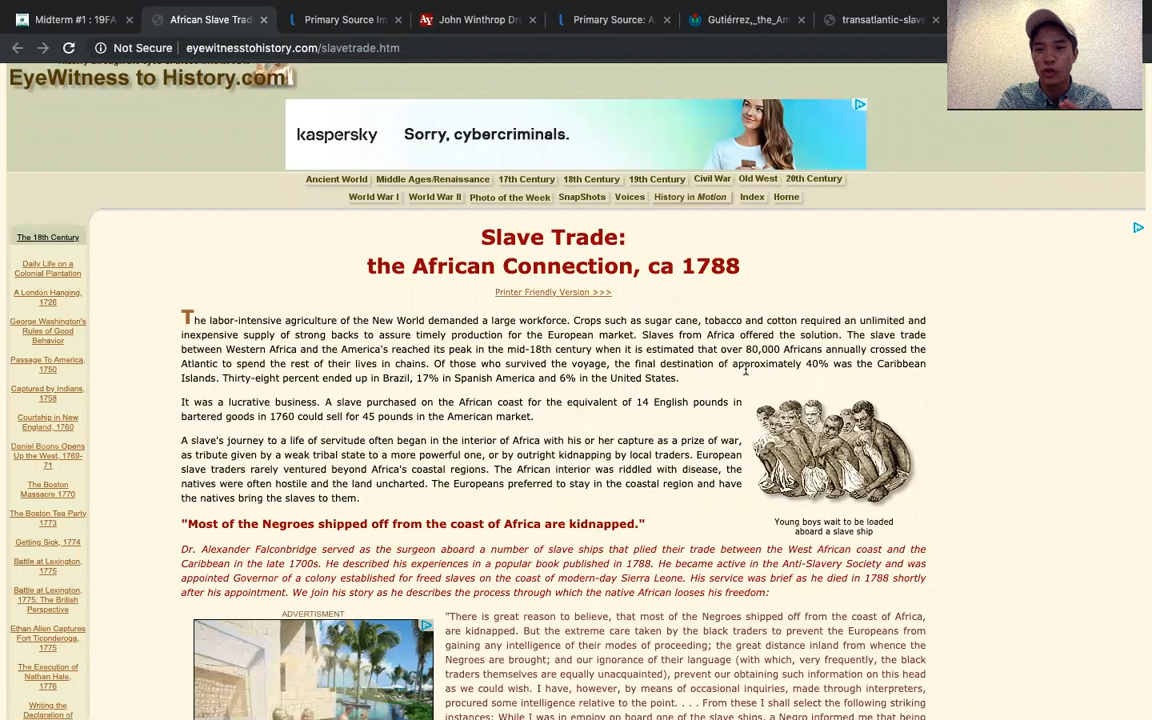 Midterm #1 : 19FA
African Slave Trad
Primary Source Im
John Winthrop Dre
Primary Source: A
Gutiérrez,_the_Am
transatlantic-slave
Not Secure
eyewitnesstohistory.com/slavetrade.htm
EyeWitness to History.com
kaspersky
Sorry, cybercriminals.
Ancient World Middle Ages/Renaissance 17th Century 18th Century 19th Century Civil War Old West 20th Century
World War I World War II Photo of the Week SnapShots Voices History in Motion Index Home
The 18th Century
Daily Life on a
Colonial Plantation
A London Hanging,
1726
George Washington's
Rules of Good
Behavior
Passage To America,
1750
Captured by Indians,
1758
Courtship in New
England, 1760
Daniel Boone Opens
Up the West, 1769-
71
The Boston
Massacre 1770
The Boston Tea Party
1773
Getting Sick, 1774
Battle at Lexington,
1775
Battle at Lexington,
1775: The British
Perspective
Ethan Allen Captures
Fort Ticonderoga,
1775
The Execution of
Nathan Hale,
1776
Writing the
Declaration of
Slave Trade:
the African Connection, ca 1788
Printer Friendly Version >>>
The labor-intensive agriculture of the New World demanded a large workforce. Crops such as sugar cane, tobacco and cotton required an unlimited and
inexpensive supply of strong backs to assure timely production for the European market. Slaves from Africa offered the solution. The slave trade
between Western Africa and the America's reached its peak in the mid-18th century when it is estimated that over 80,000 Africans annually crossed the
Atlantic to spend the rest of their lives in chains. Of those who survived the voyage, the final destination of approximately 40% was the Caribbean
Islands. Thirty-eight percent ended up in Brazil, 17% in Spanish America and 6% in the United States.
It was a lucrative business. A slave purchased on the African coast for the equivalent of 14 English pounds in
bartered goods in 1760 could sell for 45 pounds in the American market.
A slave's journey to a life of servitude often began in the interior of Africa with his or her capture as a prize of war,
as tribute given by a weak tribal state to a more powerful one, or by outright kidnapping by local traders. European
slave traders rarely ventured beyond Africa's coastal regions. The African interior was riddled with disease, the
natives were often hostile and the land uncharted. The Europeans preferred to stay in the coastal region and have
the natives bring the slaves to them.
Young boys wait to be loaded
aboard a slave ship
"Most of the Negroes shipped off from the coast of Africa are kidnapped."
Dr. Alexander Falconbridge served as the surgeon aboard a number of slave ships that plied their trade between the West African coast and the
Caribbean in the late 1700s. He described his experiences in a popular book published in 1788. He became active in the Anti-Slavery Society and was
appointed Governor of a colony established for freed slaves on the coast of modern-day Sierra Leone. His service was brief as he died in 1788 shortly
after his appointment. We join his story as he describes the process through which the native African looses his freedom:
ADVERTISMENT
"There is great reason to believe, that most of the Negroes shipped off from the coast of Africa,
are kidnapped. But the extreme care taken by the black traders to prevent the Europeans from
gaining any intelligence of their modes of proceeding; the great distance inland from whence the
Negroes are brought; and our ignorance of their language (with which, very frequently, the black
traders themselves are equally unacquainted), prevent our obtaining such information on this head
as we could wish. I have, however, by means of occasional inquiries, made through interpreters,
procured some intelligence relative to the point. . . . From these I shall select the following striking
instances: While I was in employ on board one of the slave ships, a Negro informed me that being